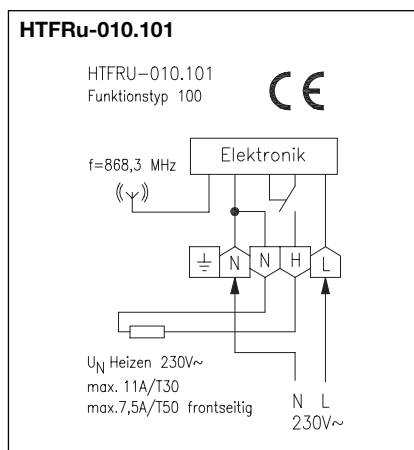 HTFRu-010.101
HTFRU-010.101
Funktionstyp 100
CE
Elektronik
f=868,3 MHz
N N H L
U_N Heizen 230V~
max. 11A/T30
max.7,5A/T50 frontseitig
N L
230V~